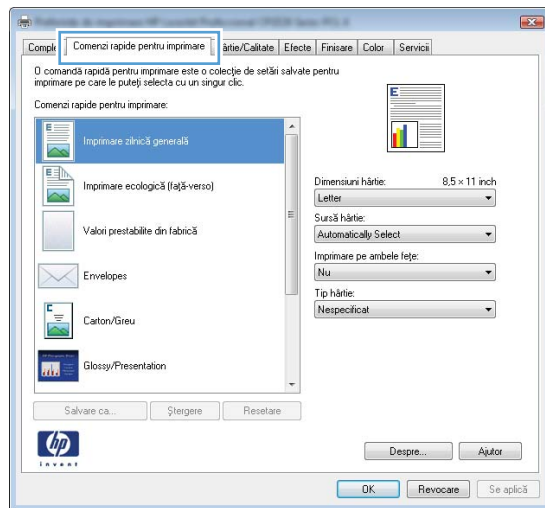 Comple
Comenzi rapide pentru imprimare
ârtie/Calitate
Efecte
Finisare
Color
Servicii
O comandă rapidă pentru imprimare este o colecţie de setări salvate pentru
imprimare pe care le puteţi selecta cu un singur clic.
Comenzi rapide pentru imprimare:
Imprimare zilnică generală
Imprimare ecologică (faţă-verso)
Valori prestabilite din fabrică
Envelopes
Carton/Greu
Glossy/Presentation
Salvare ca...
Ştergere
Resetare
Dimensiuni hârtie: 8,5 × 11 inch
Letter
Sursă hârtie:
Automatically Select
Imprimare pe ambele feţe:
Nu
Tip hârtie:
Nespecificat
hp
invent
Despre...
Ajutor
OK
Revocare
Se aplică